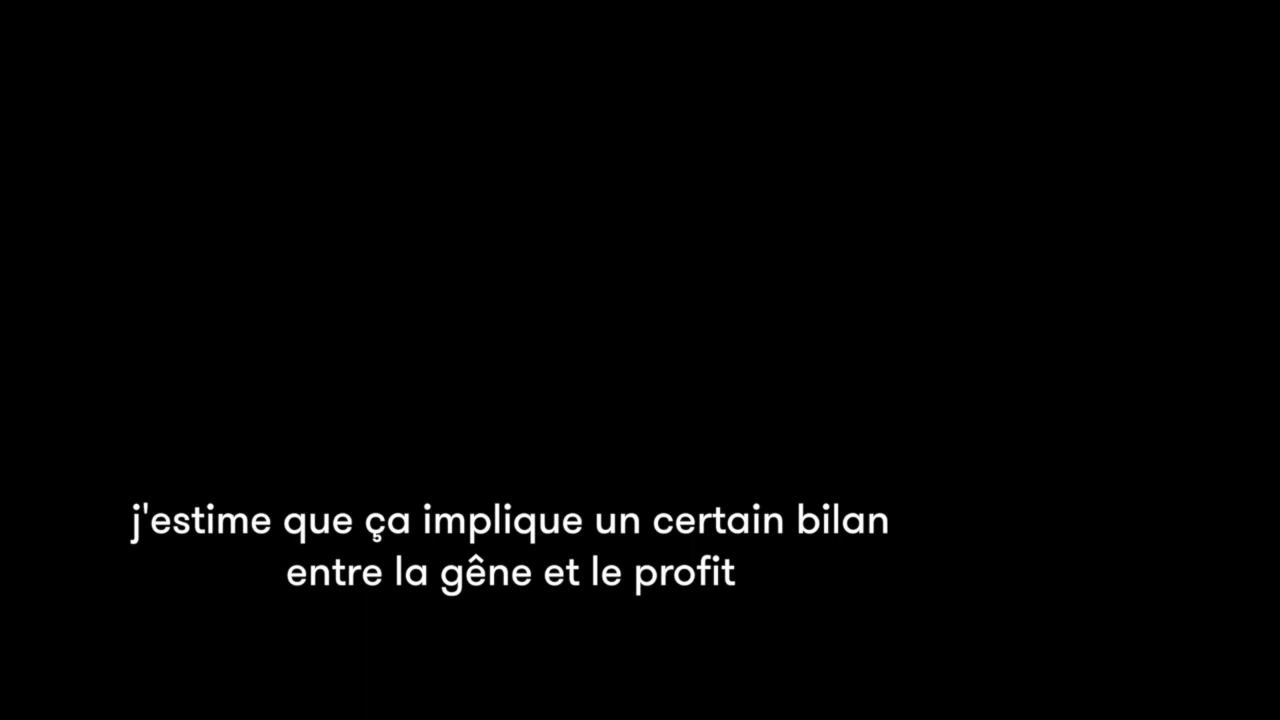 j'estime que ça implique un certain bilan
entre la gêne et le profit